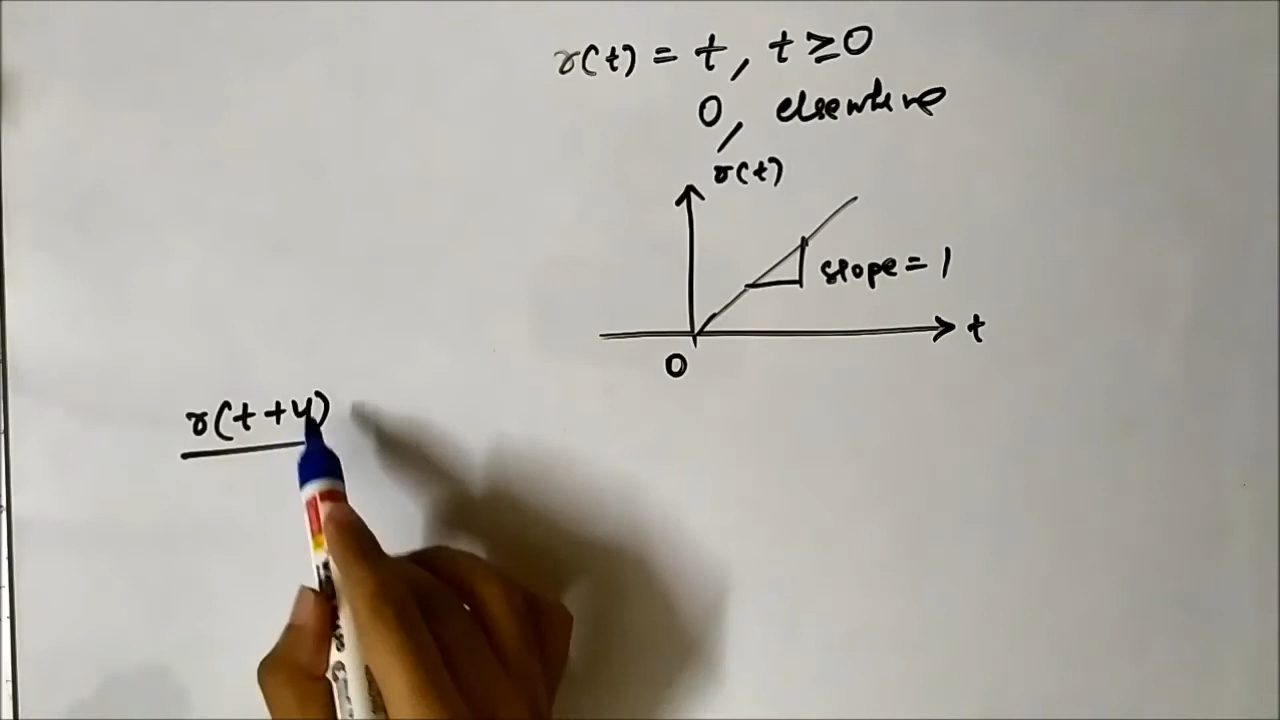 r(t) = t, t ≥ 0
0, elsewhere
r(t)
slope = 1
t
0
r(t+4)